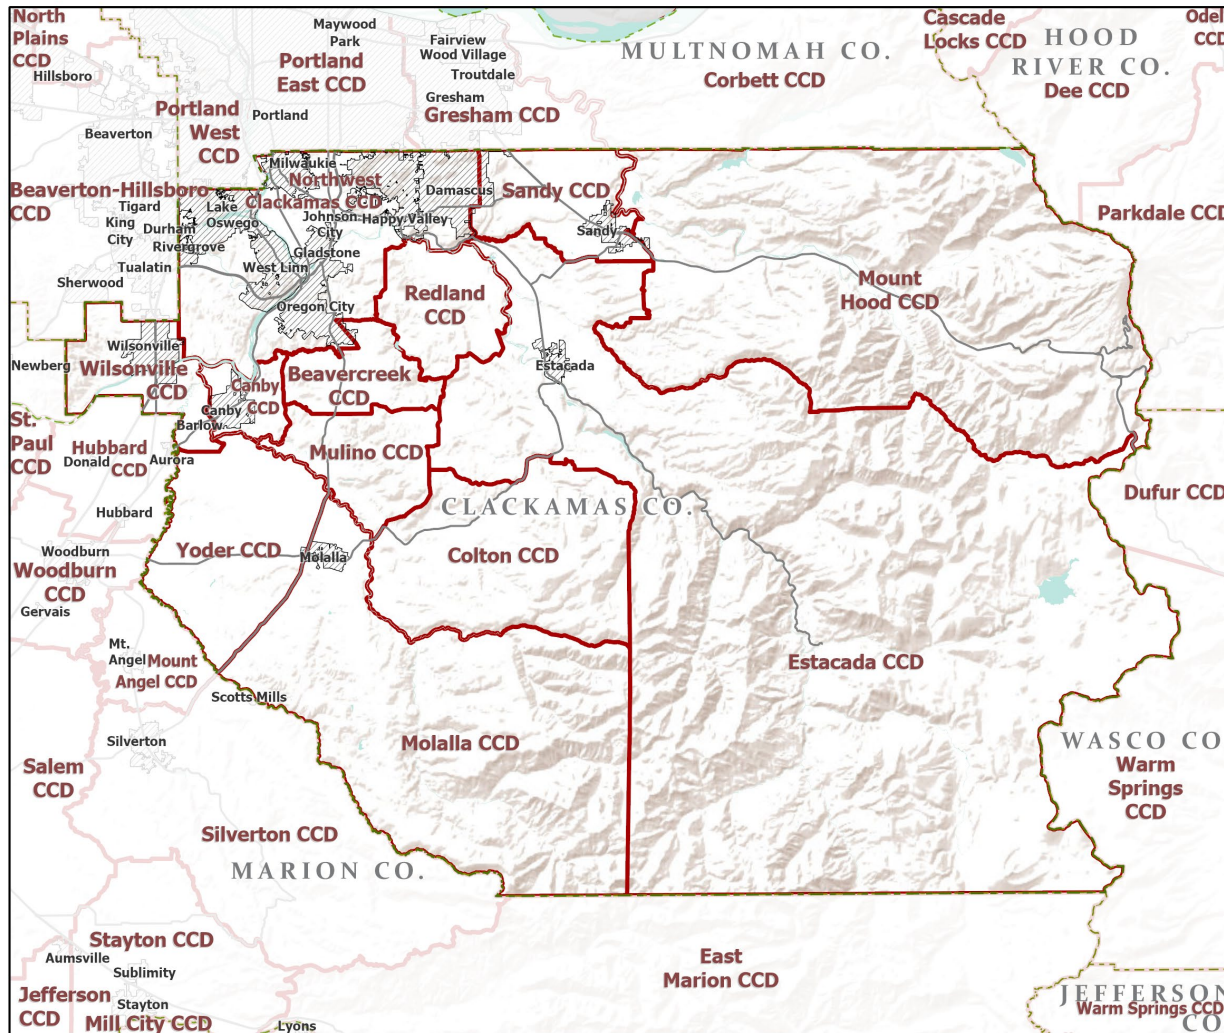 North
Plains
CCD
Hillsboro
Maywood
Park
Portland
East CCD
Fairview
Wood Village
Troutdale
Gresham
Gresham CCD
MULTNOMAH CO.
Corbett CCD
Cascade
Locks CCD
HOOD
RIVER CO.
Dee CCD
Odel
CCD
Portland
West
CCD
Portland
Beaverton
Beaverton-Hillsboro
CCD
Tigard
King
City
Durham
Rivergrove
Tualatin
Sherwood
Lake
Oswego
Milwaukie
Northwest
Clackamas CCD
Johnson
City
Happy Valley
Damascus
Gladstone
West Linn
Oregon City
Sandy CCD
Sandy
Parkdale CCD
Mount
Hood CCD
Redland
CCD
Newberg
Wilsonville
Wilsonville
CCD
Canby
CCD
Canby
Barlow
Beavercreek
CCD
Estacada
St.
Paul
CCD
Hubbard
CCD
Donald
Aurora
Mulino CCD
Hubbard
CLACKAMAS CO.
Dufur CCD
Woodburn
Woodburn
CCD
Gervais
Yoder CCD
Molalla
Colton CCD
Mt.
Angel
Mount
Angel CCD
Scotts Mills
Estacada CCD
Silverton
Molalla CCD
WASCO CO
Warm
Springs
CCD
Salem
CCD
Silverton CCD
MARION CO.
Stayton CCD
Aumsville
Sublimity
Stayton
East
Marion CCD
Jefferson
CCD
Mill City CCD
Lyons
JEFFERSON
Warm Springs CCD
CO